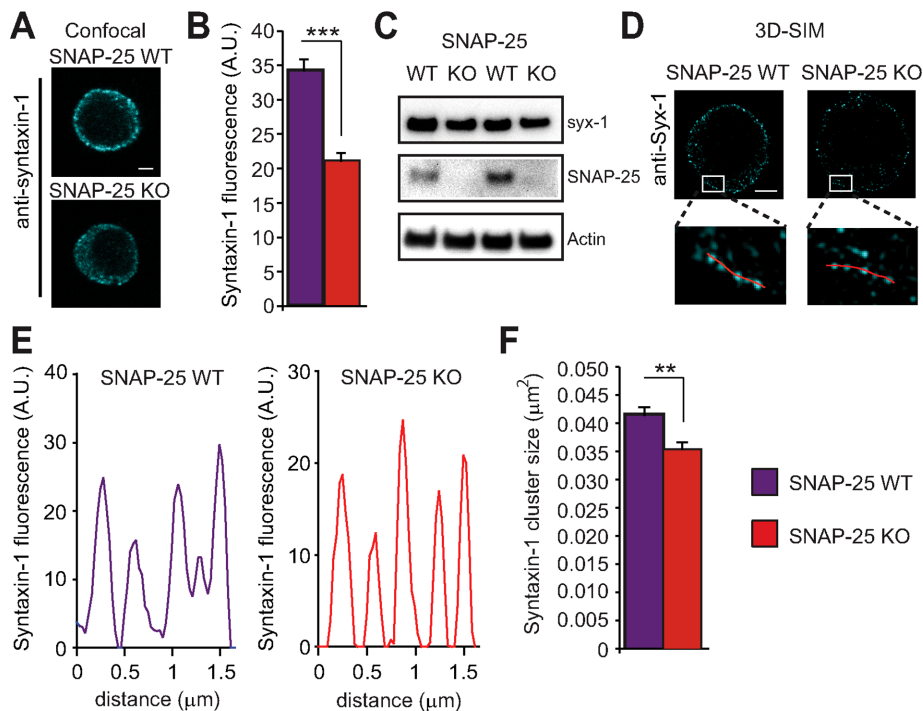 A
Confocal
SNAP-25 WT
anti-syntaxin-1
SNAP-25 KO
B
Syntaxin-1 fluorescence (A.U.)
40
35
30
25
20
15
10
5
0
***
C
SNAP-25
WT KO WT KO
syx-1
SNAP-25
Actin
D
3D-SIM
SNAP-25 WT SNAP-25 KO
anti-Syx-1
E
SNAP-25 WT
Syntaxin-1 fluorescence (A.U.)
40
30
20
10
0
0 0.5 1 1.5
distance (μm)
SNAP-25 KO
Syntaxin-1 fluorescence (A.U.)
30
20
10
0
0 0.5 1 1.5
distance (μm)
F
Syntaxin-1 cluster size (μm²)
0.050
0.045
0.040
0.035
0.030
0.025
0.020
0.015
0.010
0.005
0
**
SNAP-25 WT
SNAP-25 KO